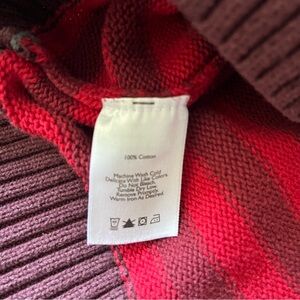 100% Cotton
Machine Wash Cold
Delicate With Like Colors.
Do Not Bleach.
Tumble Dry Low.
Remove Promptly.
Warm Iron As Desired.